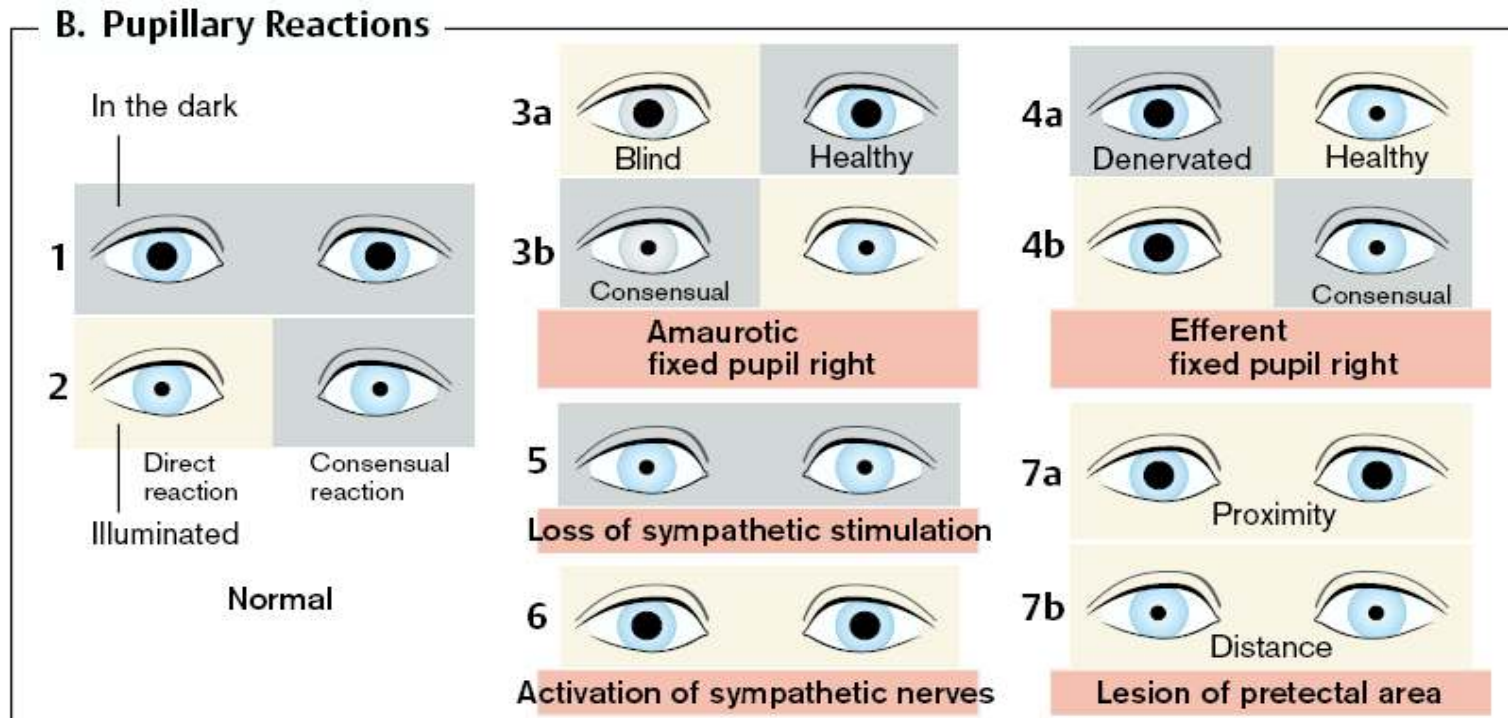 B. Pupillary Reactions
In the dark
1
2
Direct
reaction
Consensual
reaction
Illuminated
Normal
3a
Blind
Healthy
3b
Consensual
Amaurotic
fixed pupil right
5
Loss of sympathetic stimulation
6
Activation of sympathetic nerves
4a
Denervated
Healthy
4b
Consensual
Efferent
fixed pupil right
7a
Proximity
7b
Distance
Lesion of pretectal area